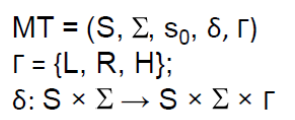 MT = (S, Σ, s₀, δ, Γ)
Γ = {L, R, H};
δ: S × Σ → S × Σ × Γ